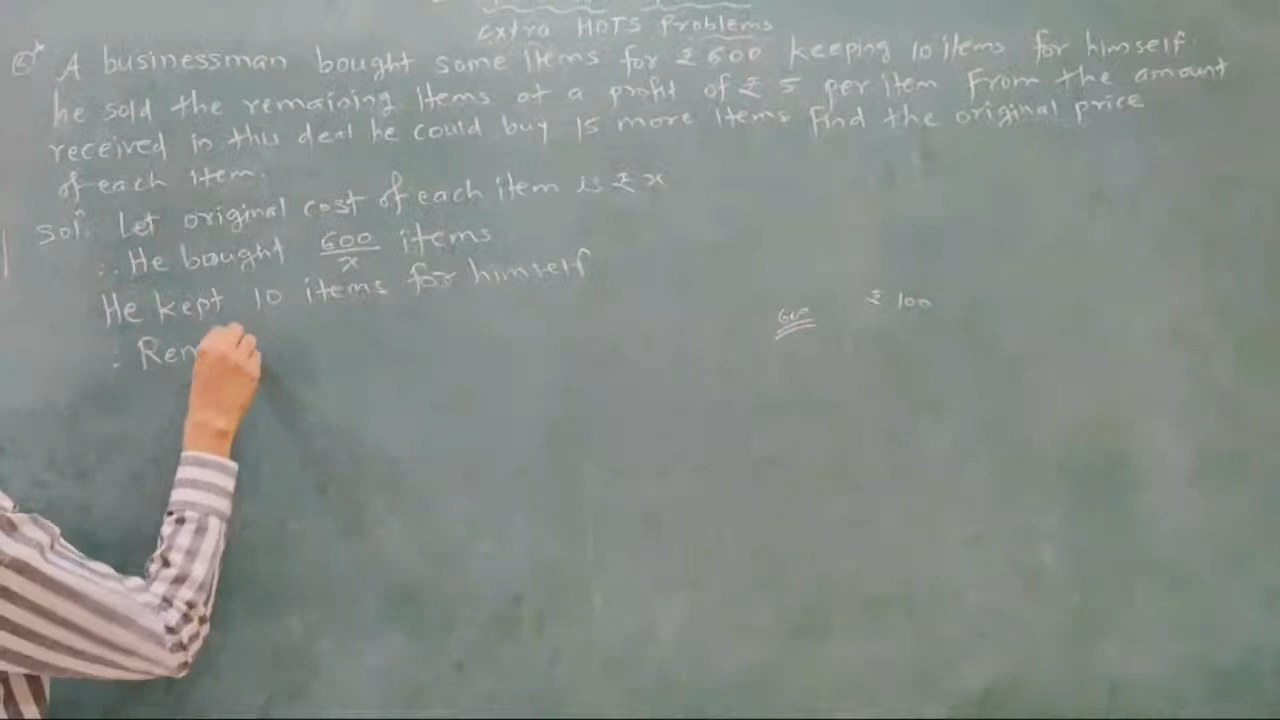 Extra HOTS Problems
A businessman bought some items for ₹ 600 keeping 10 items for himself
he sold the remaining items at a profit of ₹ 5 per item From the amount
received in this deal he could buy 15 more items Find the original price
of each item.
Sol: Let original cost of each item is ₹ x
∴ He bought 600/x items
He kept 10 items for himself
₹ 100
600
∴ Rem